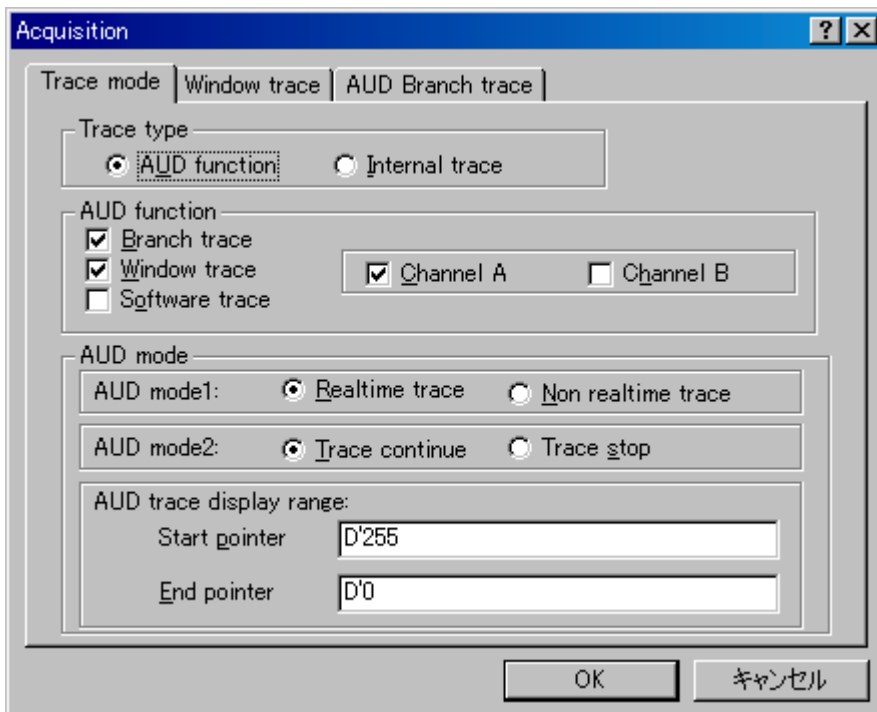 Acquisition
Trace mode Window trace AUD Branch trace
Trace type
AUD function Internal trace
AUD function
Branch trace
Window trace Channel A Channel B
Software trace
AUD mode
AUD mode1: Realtime trace Non realtime trace
AUD mode2: Trace continue Trace stop
AUD trace display range:
Start pointer D'255
End pointer D'0
OK キャンセル